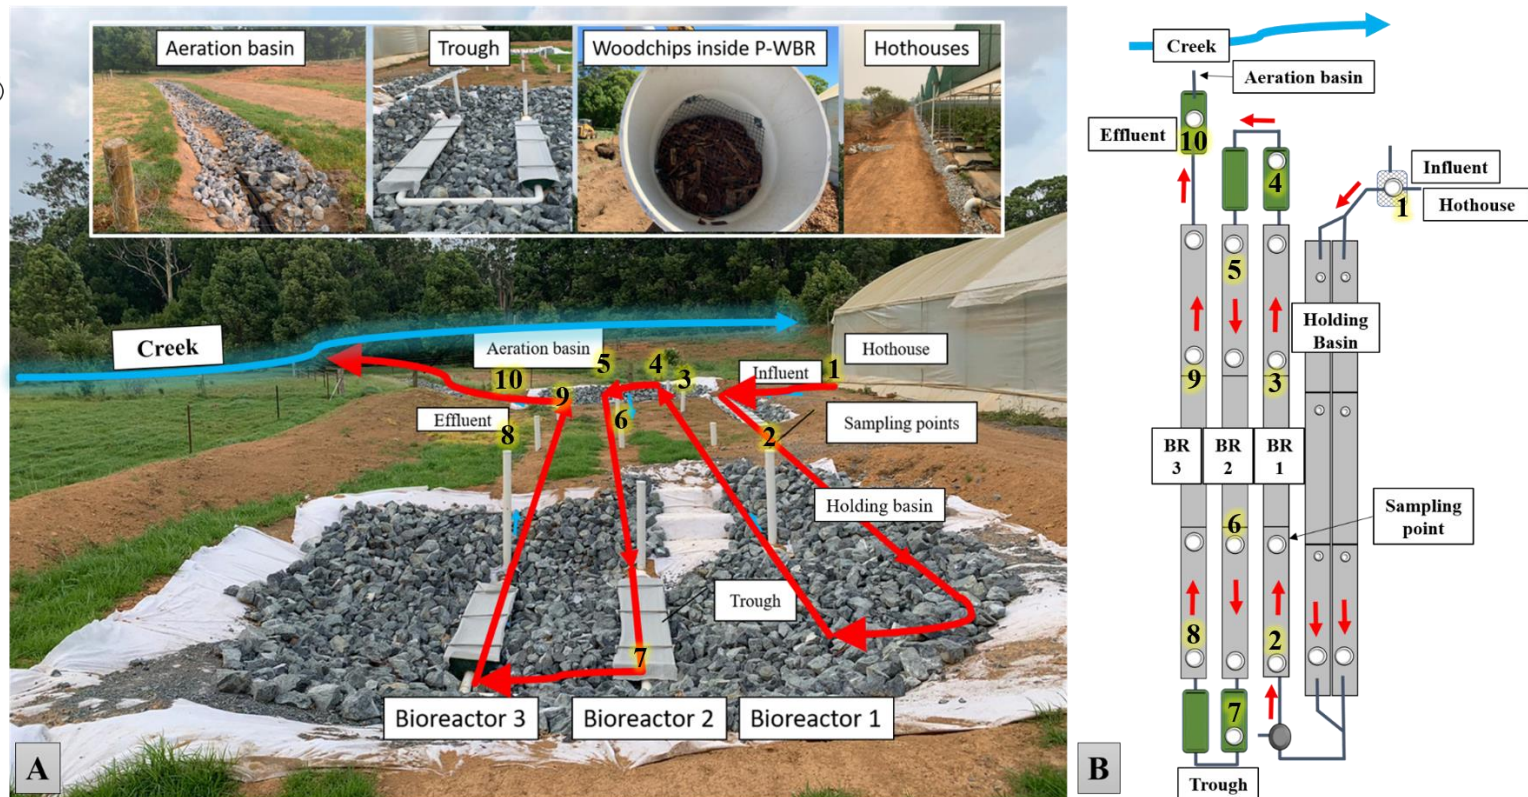 Aeration basin
Trough
Woodchips inside P-WBR
Hothouses
Creek
Aeration basin
5
4
3
Influent
1
Hothouse
10
9
Effluent
8
6
2
Sampling points
Holding basin
Trough
7
Bioreactor 3
Bioreactor 2
Bioreactor 1
A
Creek
Aeration basin
Effluent
10
4
Influent
1
Hothouse
5
Holding
Basin
9
3
BR
3
BR
2
BR
1
6
Sampling
point
8
2
7
Trough
B